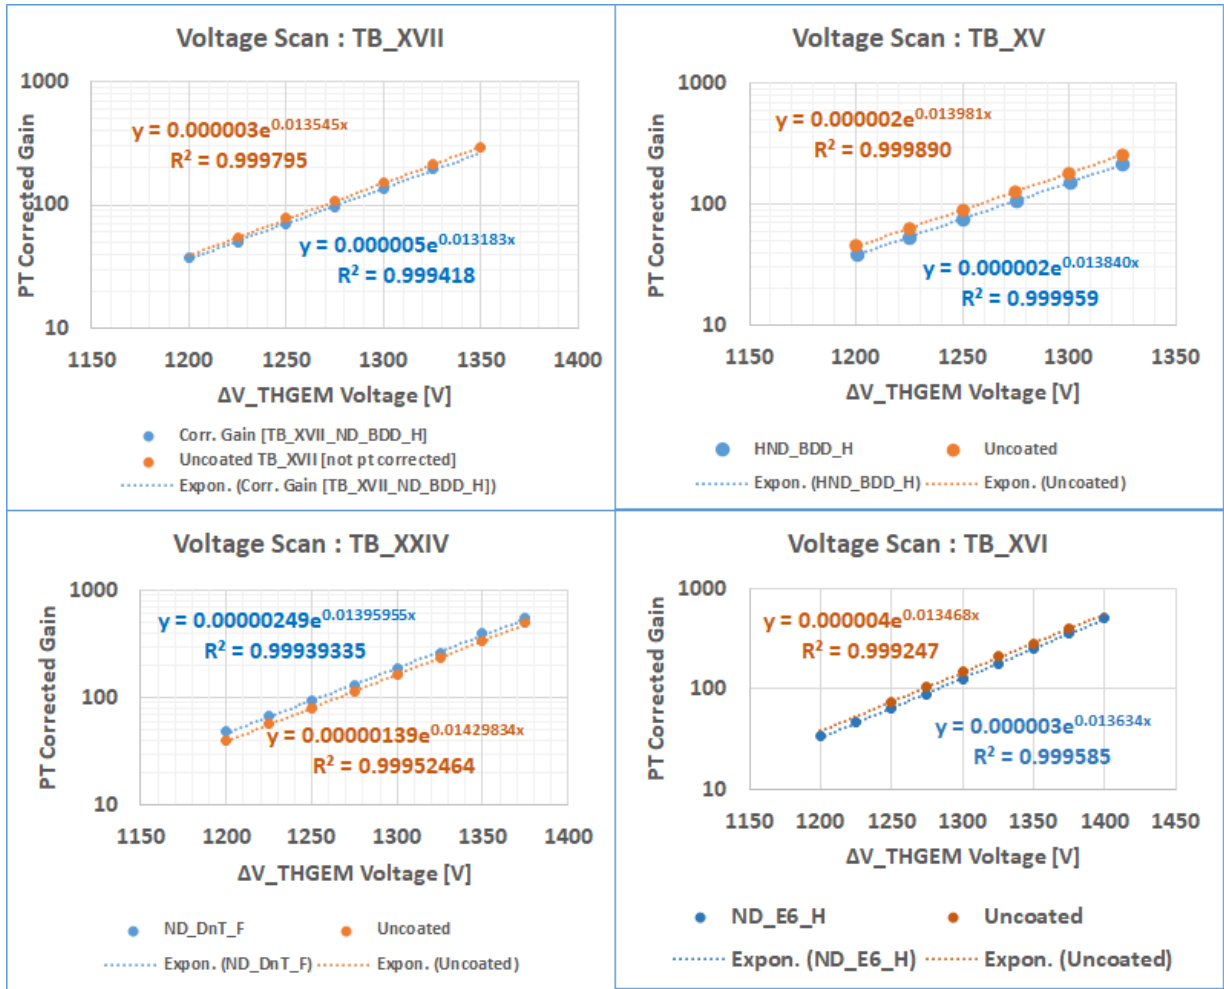 Voltage Scan : TB_XVII
PT Corrected Gain
1000
100
10
y = 0.000003e^0.013545x
R² = 0.999795
y = 0.000005e^0.013183x
R² = 0.999418
1150 1200 1250 1300 1350 1400
ΔV_THGEM Voltage [V]
Corr. Gain [TB_XVII_ND_BDD_H]
Uncoated TB_XVII [not pt corrected]
Expon. (Corr. Gain [TB_XVII_ND_BDD_H])
Voltage Scan : TB_XV
PT Corrected Gain
1000
100
10
y = 0.000002e^0.013981x
R² = 0.999890
y = 0.000002e^0.013840x
R² = 0.999959
1150 1200 1250 1300 1350
ΔV_THGEM Voltage [V]
HND_BDD_H Uncoated
Expon. (HND_BDD_H) Expon. (Uncoated)
Voltage Scan : TB_XXIV
PT Corrected Gain
1000
100
10
y = 0.00000249e^0.01395955x
R² = 0.99939335
y = 0.00000139e^0.01429834x
R² = 0.99952464
1150 1200 1250 1300 1350 1400
ΔV_THGEM Voltage [V]
ND_DnT_F Uncoated
Expon. (ND_DnT_F) Expon. (Uncoated)
Voltage Scan : TB_XVI
PT Corrected Gain
1000
100
10
y = 0.000004e^0.013468x
R² = 0.999247
y = 0.000003e^0.013634x
R² = 0.999585
1150 1200 1250 1300 1350 1400 1450
ΔV_THGEM Voltage [V]
ND_E6_H Uncoated
Expon. (ND_E6_H) Expon. (Uncoated)